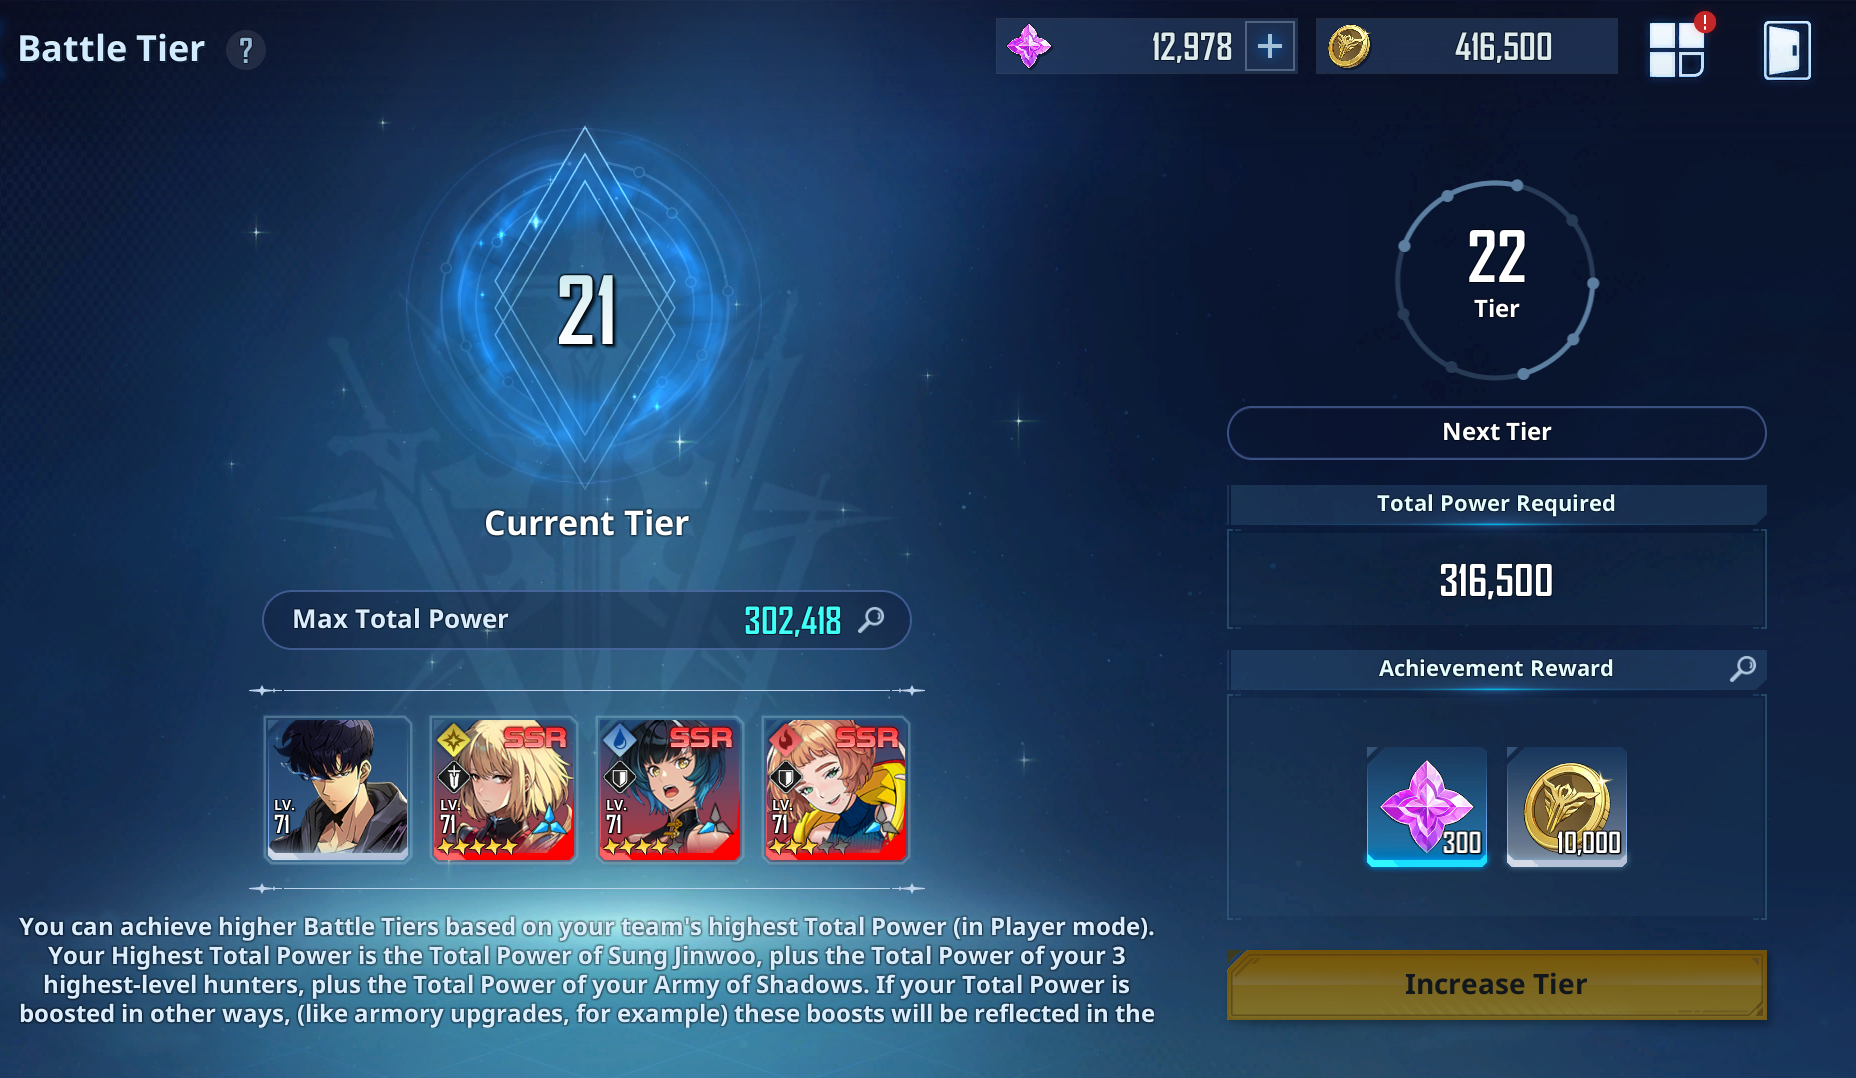 Battle Tier ?
12,978
416,500
!
21
Current Tier
Max Total Power 302,418
LV.
71
SSR
LV.
71
SSR
LV.
71
SSR
LV.
71
You can achieve higher Battle Tiers based on your team's highest Total Power (in Player mode).
Your Highest Total Power is the Total Power of Sung Jinwoo, plus the Total Power of your 3
highest-level hunters, plus the Total Power of your Army of Shadows. If your Total Power is
boosted in other ways, (like armory upgrades, for example) these boosts will be reflected in the
22
Tier
Next Tier
Total Power Required
316,500
Achievement Reward
300
10,000
Increase Tier